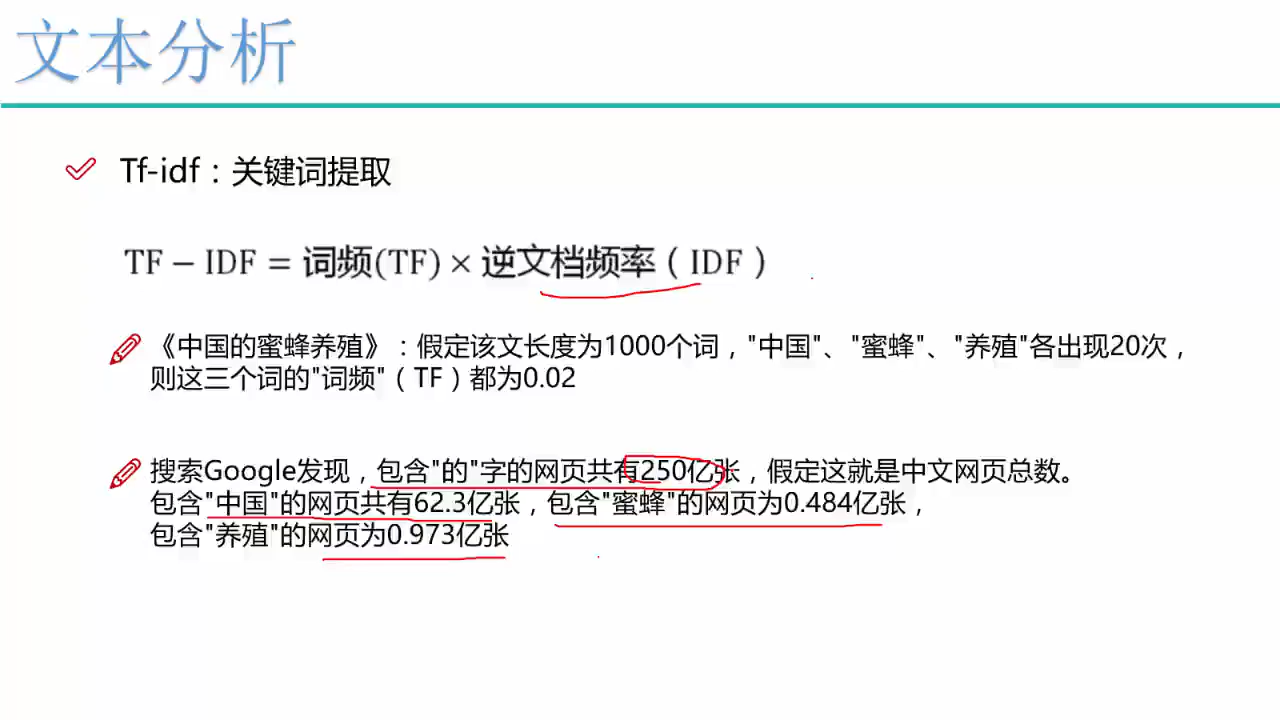 文本分析
Tf-idf：关键词提取
TF − IDF = 词频(TF) × 逆文档频率（IDF）
《中国的蜜蜂养殖》：假定该文长度为1000个词，"中国"、"蜜蜂"、"养殖"各出现20次，
则这三个词的"词频"（TF）都为0.02
搜索Google发现，包含"的"字的网页共有250亿张，假定这就是中文网页总数。
包含"中国"的网页共有62.3亿张，包含"蜜蜂"的网页为0.484亿张，
包含"养殖"的网页为0.973亿张